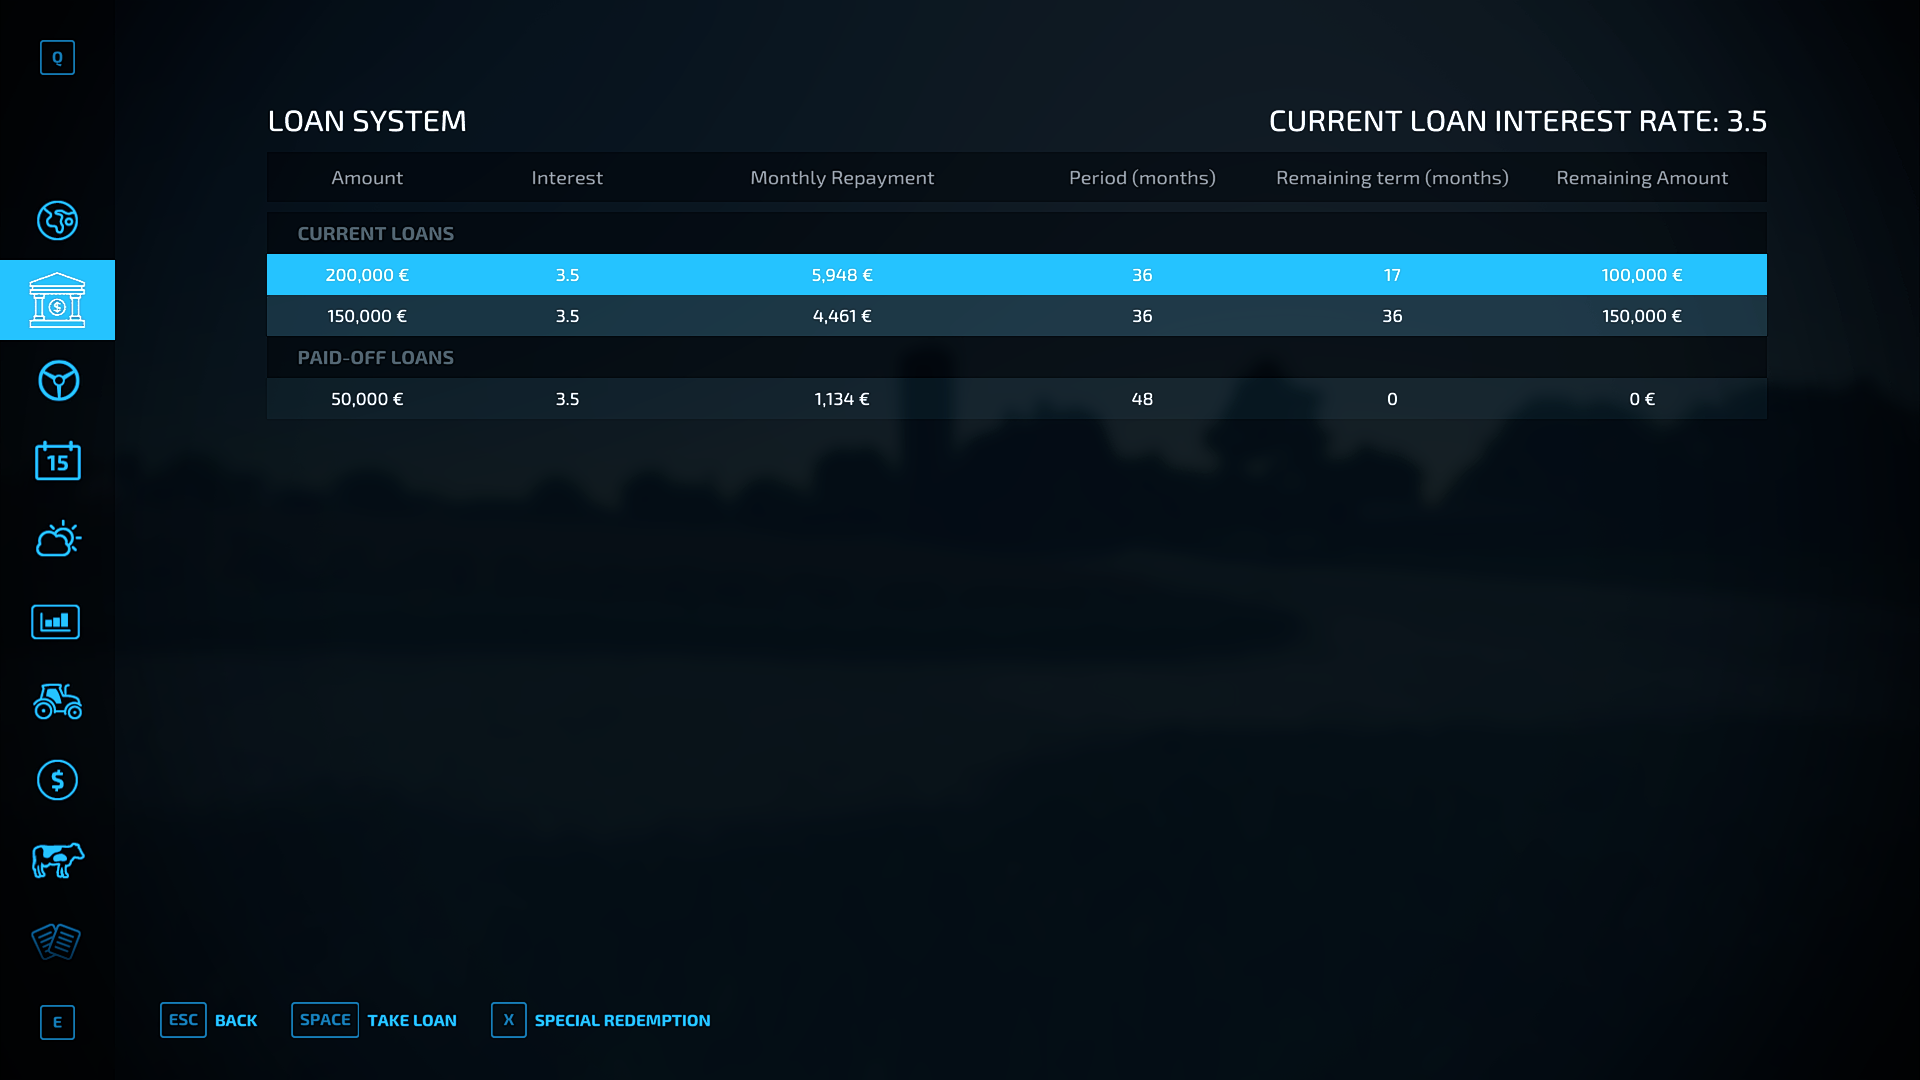 Q
LOAN SYSTEM
CURRENT LOAN INTEREST RATE: 3.5
Amount Interest Monthly Repayment Period (months) Remaining term (months) Remaining Amount
CURRENT LOANS
200,000 € 3.5 5,948 € 36 17 100,000 €
150,000 € 3.5 4,461 € 36 36 150,000 €
PAID-OFF LOANS
50,000 € 3.5 1,134 € 48 0 0 €
$
15
$
E
ESC BACK SPACE TAKE LOAN X SPECIAL REDEMPTION